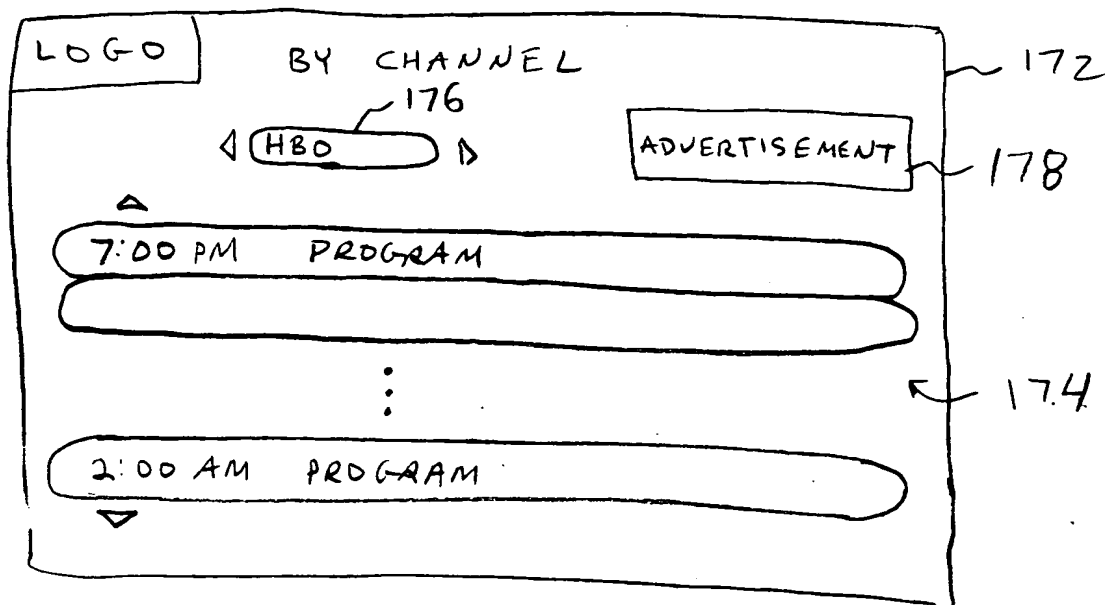 LOGO
BY CHANNEL
172
176
HBO
ADVERTISEMENT
178
7:00 PM PROGRAM
174
2:00 AM PROGRAM